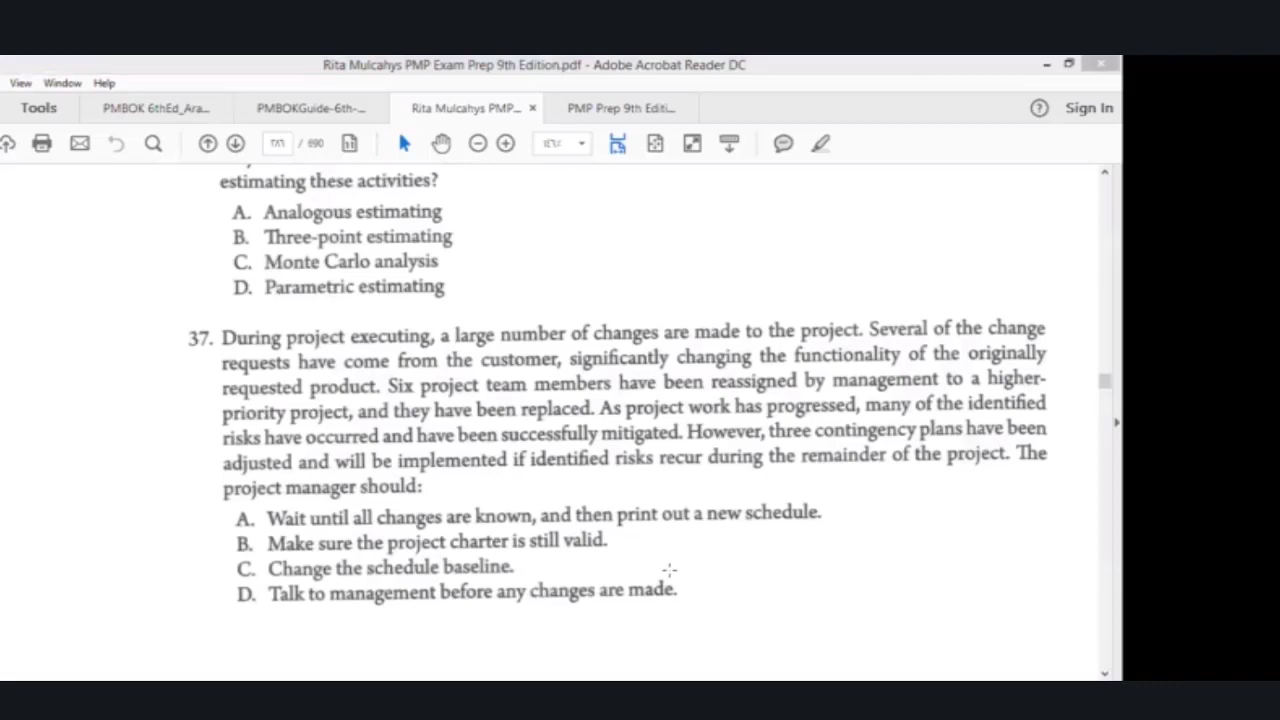 Rita Mulcahys PMP Exam Prep 9th Edition.pdf - Adobe Acrobat Reader DC
View Window Help
Tools PMBOK 6thEd_Ara... PMBOKGuide-6th-... Rita Mulcahys PMP... × PMP Prep 9th Editi... Sign In
/ 690
estimating these activities?
A. Analogous estimating
B. Three-point estimating
C. Monte Carlo analysis
D. Parametric estimating
37. During project executing, a large number of changes are made to the project. Several of the change
requests have come from the customer, significantly changing the functionality of the originally
requested product. Six project team members have been reassigned by management to a higher-
priority project, and they have been replaced. As project work has progressed, many of the identified
risks have occurred and have been successfully mitigated. However, three contingency plans have been
adjusted and will be implemented if identified risks recur during the remainder of the project. The
project manager should:
A. Wait until all changes are known, and then print out a new schedule.
B. Make sure the project charter is still valid.
C. Change the schedule baseline.
D. Talk to management before any changes are made.